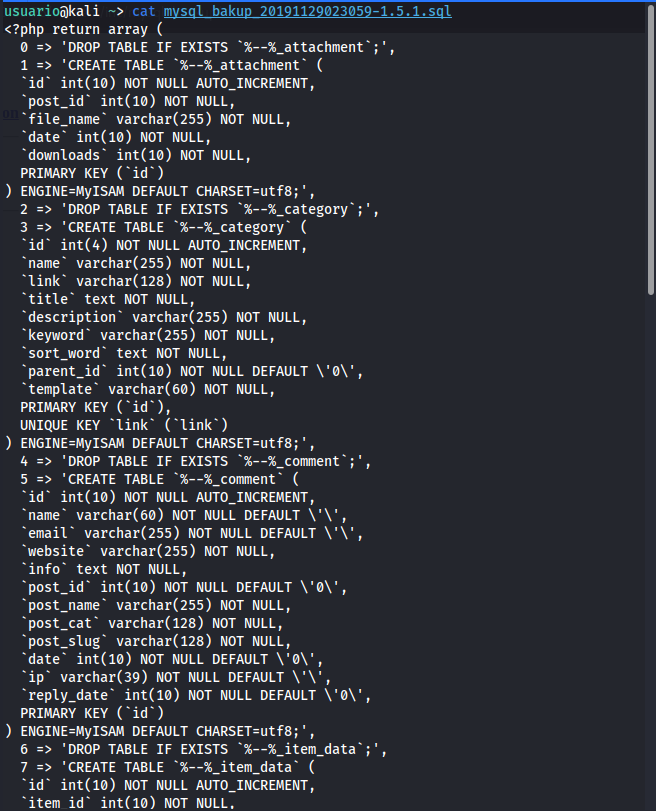 usuario@kali ~> cat mysql_bakup_20191129023059-1.5.1.sql
<?php return array (
  0 => 'DROP TABLE IF EXISTS `%--%_attachment`;',
  1 => 'CREATE TABLE `%--%_attachment` (
  `id` int(10) NOT NULL AUTO_INCREMENT,
  `post_id` int(10) NOT NULL,
  `file_name` varchar(255) NOT NULL,
  `date` int(10) NOT NULL,
  `downloads` int(10) NOT NULL,
  PRIMARY KEY (`id`)
) ENGINE=MyISAM DEFAULT CHARSET=utf8;',
  2 => 'DROP TABLE IF EXISTS `%--%_category`;',
  3 => 'CREATE TABLE `%--%_category` (
  `id` int(4) NOT NULL AUTO_INCREMENT,
  `name` varchar(255) NOT NULL,
  `link` varchar(128) NOT NULL,
  `title` text NOT NULL,
  `description` varchar(255) NOT NULL,
  `keyword` varchar(255) NOT NULL,
  `sort_word` text NOT NULL,
  `parent_id` int(10) NOT NULL DEFAULT \'0\',
  `template` varchar(60) NOT NULL,
  PRIMARY KEY (`id`),
  UNIQUE KEY `link` (`link`)
) ENGINE=MyISAM DEFAULT CHARSET=utf8;',
  4 => 'DROP TABLE IF EXISTS `%--%_comment`;',
  5 => 'CREATE TABLE `%--%_comment` (
  `id` int(10) NOT NULL AUTO_INCREMENT,
  `name` varchar(60) NOT NULL DEFAULT \'\',
  `email` varchar(255) NOT NULL DEFAULT \'\',
  `website` varchar(255) NOT NULL,
  `info` text NOT NULL,
  `post_id` int(10) NOT NULL DEFAULT \'0\',
  `post_name` varchar(255) NOT NULL,
  `post_cat` varchar(128) NOT NULL,
  `post_slug` varchar(128) NOT NULL,
  `date` int(10) NOT NULL DEFAULT \'0\',
  `ip` varchar(39) NOT NULL DEFAULT \'\',
  `reply_date` int(10) NOT NULL DEFAULT \'0\',
  PRIMARY KEY (`id`)
) ENGINE=MyISAM DEFAULT CHARSET=utf8;',
  6 => 'DROP TABLE IF EXISTS `%--%_item_data`;',
  7 => 'CREATE TABLE `%--%_item_data` (
  `id` int(10) NOT NULL AUTO_INCREMENT,
  `item_id` int(10) NOT NULL,